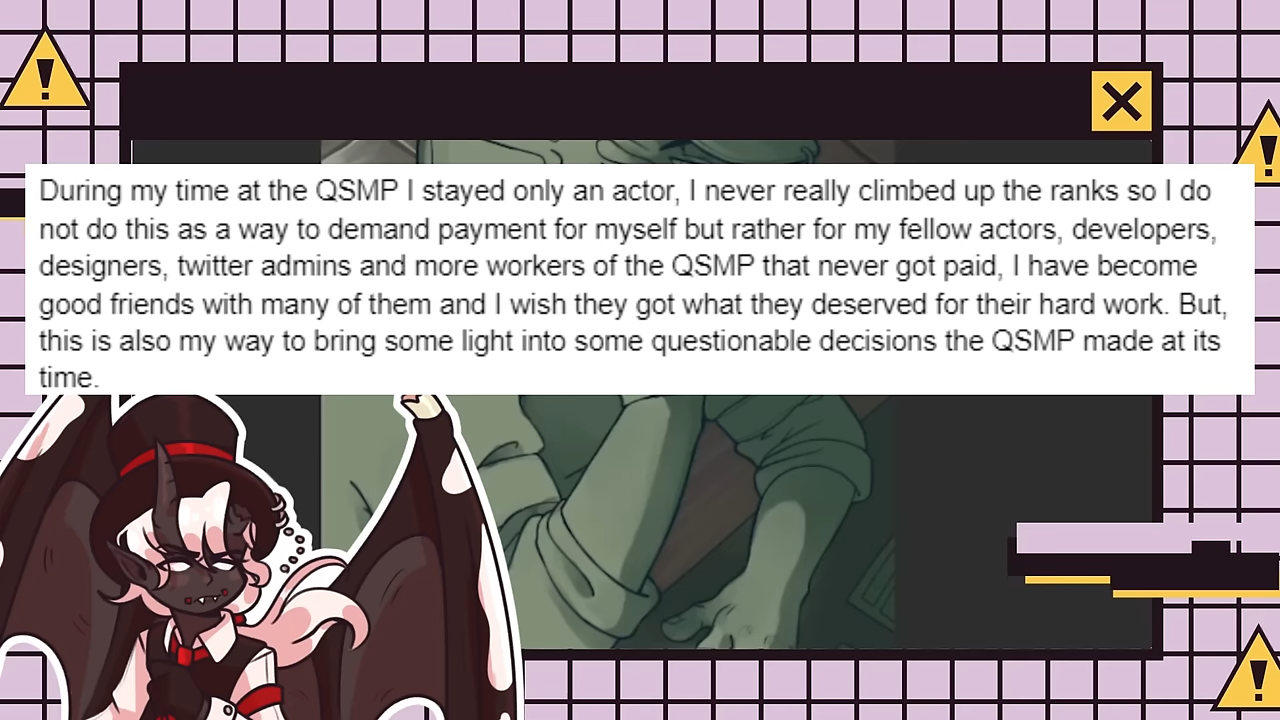 During my time at the QSMP I stayed only an actor, I never really climbed up the ranks so I do
not do this as a way to demand payment for myself but rather for my fellow actors, developers,
designers, twitter admins and more workers of the QSMP that never got paid, I have become
good friends with many of them and I wish they got what they deserved for their hard work. But,
this is also my way to bring some light into some questionable decisions the QSMP made at its
time.